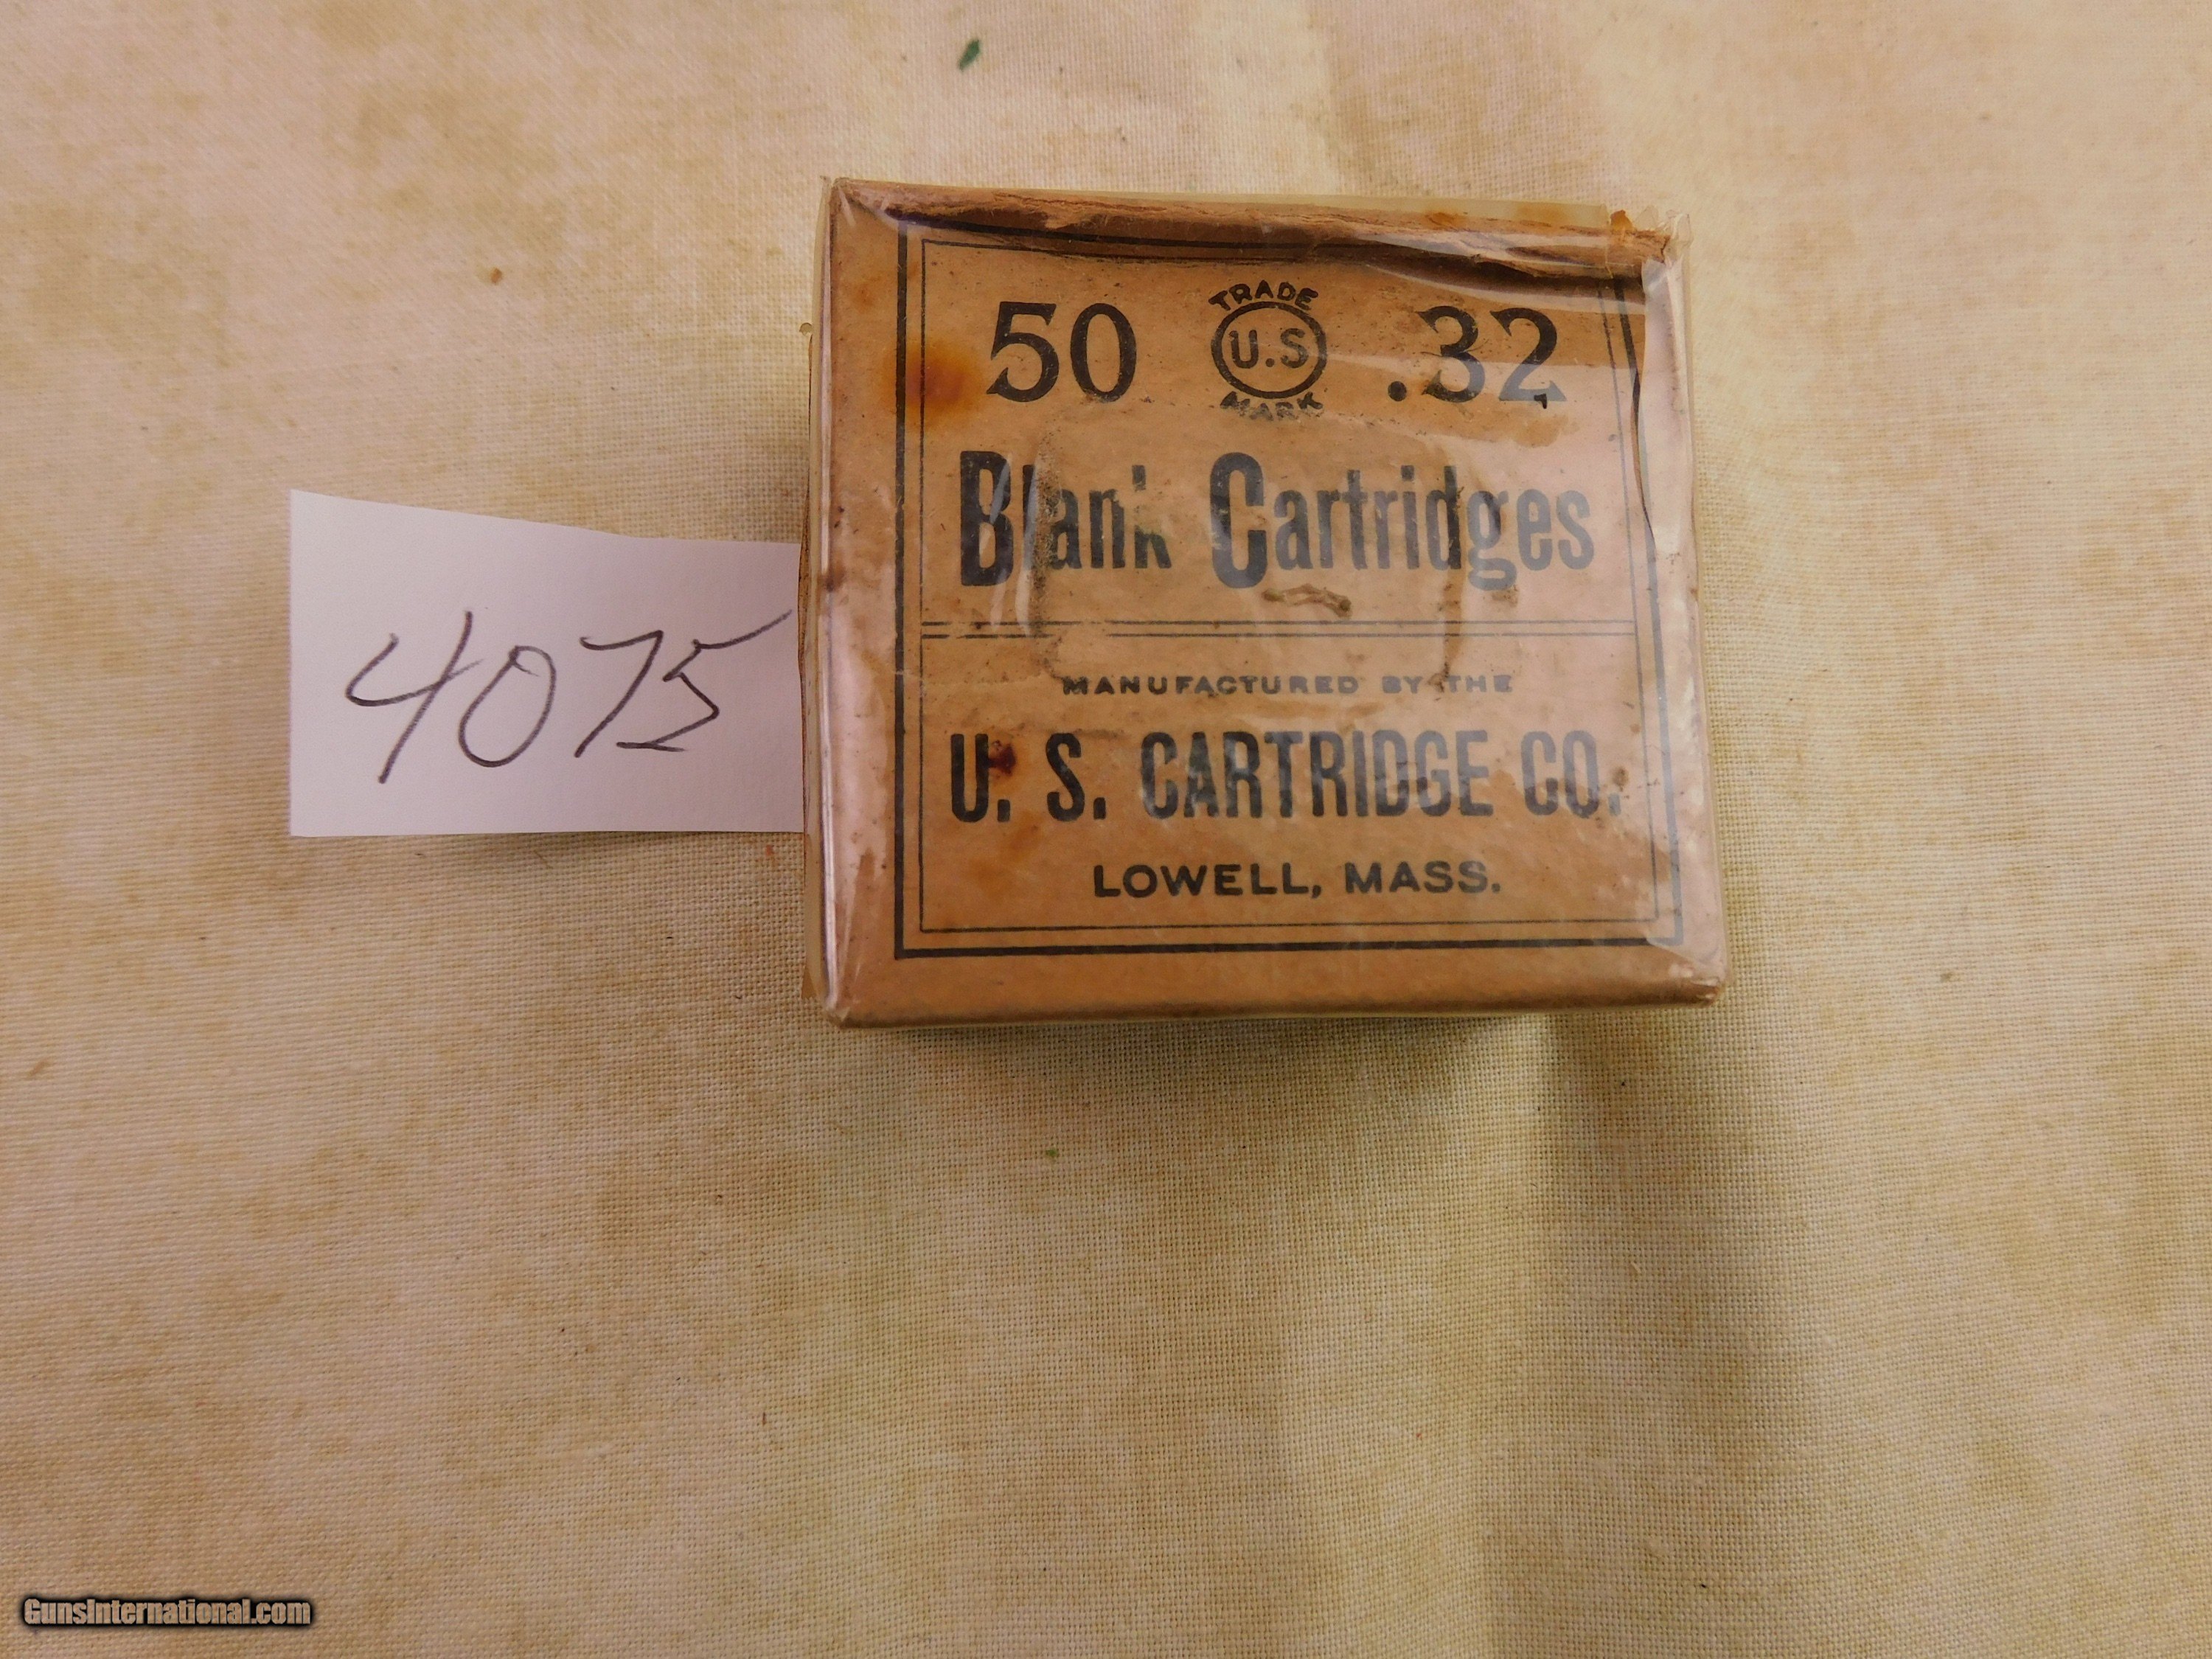 50 TRADE U.S MARK .32
Blank Cartridges
MANUFACTURED BY THE
U. S. CARTRIDGE CO.
LOWELL, MASS.
4075
GunsInternational.com